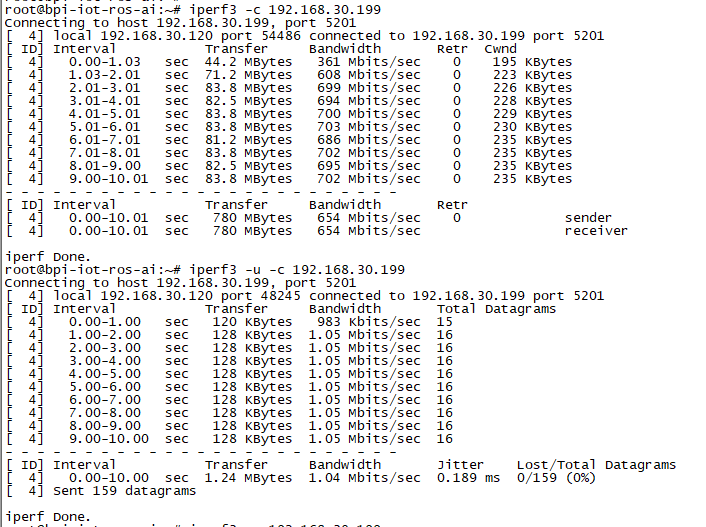 root@bpi-iot-ros-ai:~# iperf3 -c 192.168.30.199
Connecting to host 192.168.30.199, port 5201
[  4] local 192.168.30.120 port 54486 connected to 192.168.30.199 port 5201
[ ID] Interval           Transfer     Bandwidth       Retr  Cwnd
[  4]   0.00-1.03   sec  44.2 MBytes   361 Mbits/sec    0    195 KBytes
[  4]   1.03-2.01   sec  71.2 MBytes   608 Mbits/sec    0    223 KBytes
[  4]   2.01-3.01   sec  83.8 MBytes   699 Mbits/sec    0    226 KBytes
[  4]   3.01-4.01   sec  82.5 MBytes   694 Mbits/sec    0    228 KBytes
[  4]   4.01-5.01   sec  83.8 MBytes   700 Mbits/sec    0    229 KBytes
[  4]   5.01-6.01   sec  83.8 MBytes   703 Mbits/sec    0    230 KBytes
[  4]   6.01-7.01   sec  81.2 MBytes   686 Mbits/sec    0    235 KBytes
[  4]   7.01-8.01   sec  83.8 MBytes   702 Mbits/sec    0    235 KBytes
[  4]   8.01-9.00   sec  82.5 MBytes   695 Mbits/sec    0    235 KBytes
[  4]   9.00-10.01  sec  83.8 MBytes   702 Mbits/sec    0    235 KBytes
- - - - - - - - - - - - - - - - - - - - - - - - -
[ ID] Interval           Transfer     Bandwidth       Retr
[  4]   0.00-10.01  sec   780 MBytes   654 Mbits/sec    0             sender
[  4]   0.00-10.01  sec   780 MBytes   654 Mbits/sec                  receiver
iperf Done.
root@bpi-iot-ros-ai:~# iperf3 -u -c 192.168.30.199
Connecting to host 192.168.30.199, port 5201
[  4] local 192.168.30.120 port 48245 connected to 192.168.30.199 port 5201
[ ID] Interval           Transfer     Bandwidth       Total Datagrams
[  4]   0.00-1.00   sec   120 KBytes   983 Kbits/sec  15
[  4]   1.00-2.00   sec   128 KBytes  1.05 Mbits/sec  16
[  4]   2.00-3.00   sec   128 KBytes  1.05 Mbits/sec  16
[  4]   3.00-4.00   sec   128 KBytes  1.05 Mbits/sec  16
[  4]   4.00-5.00   sec   128 KBytes  1.05 Mbits/sec  16
[  4]   5.00-6.00   sec   128 KBytes  1.05 Mbits/sec  16
[  4]   6.00-7.00   sec   128 KBytes  1.05 Mbits/sec  16
[  4]   7.00-8.00   sec   128 KBytes  1.05 Mbits/sec  16
[  4]   8.00-9.00   sec   128 KBytes  1.05 Mbits/sec  16
[  4]   9.00-10.00  sec   128 KBytes  1.05 Mbits/sec  16
- - - - - - - - - - - - - - - - - - - - - - - - -
[ ID] Interval           Transfer     Bandwidth       Jitter    Lost/Total Datagrams
[  4]   0.00-10.00  sec  1.24 MBytes  1.04 Mbits/sec  0.189 ms  0/159 (0%)
[  4] Sent 159 datagrams
iperf Done.